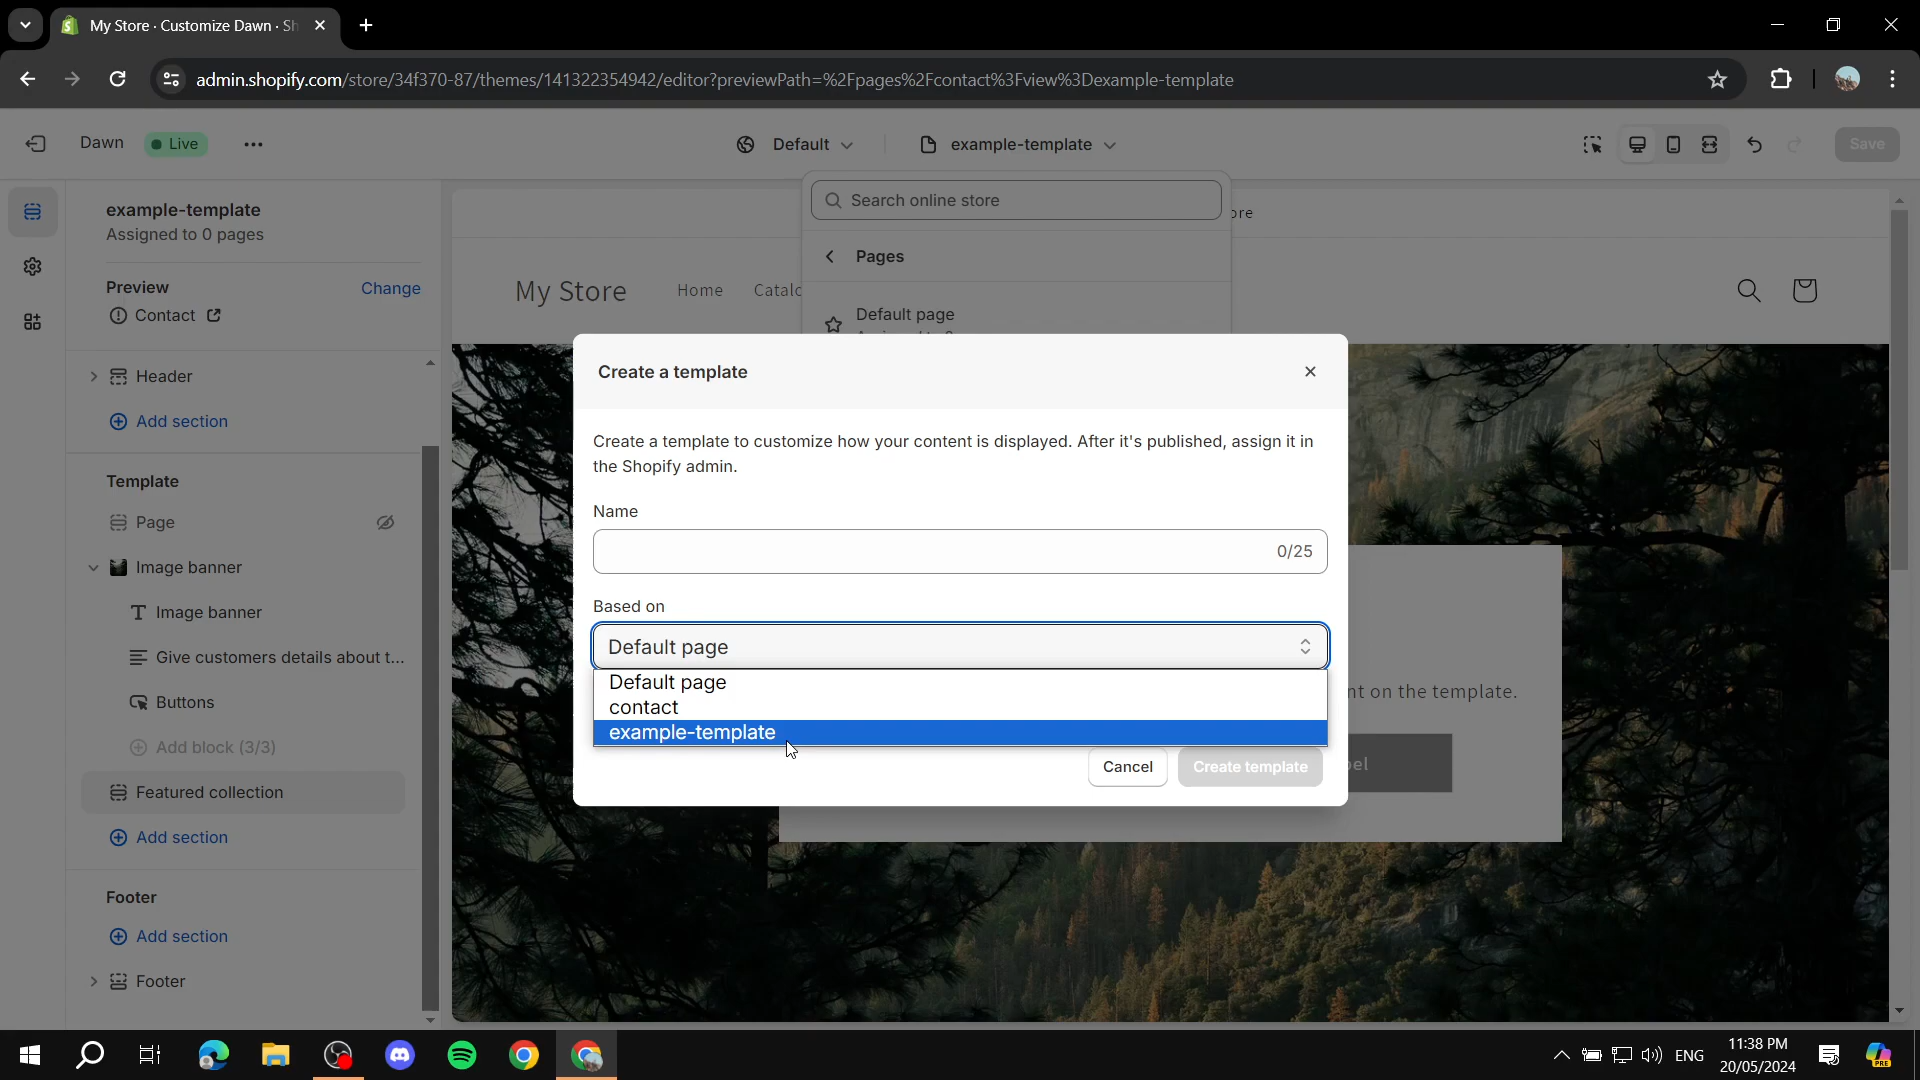 My Store · Customize Dawn · Sh
admin.shopify.com/store/34f370-87/themes/141322354942/editor?previewPath=%2Fpages%2Fcontact%3Fview%3Dexample-template
Dawn
Live
Default
example-template
Save
example-template
Assigned to 0 pages
Preview
Change
Contact
Header
Add section
Template
Page
Image banner
Image banner
Give customers details about t...
Buttons
Add block (3/3)
Featured collection
Add section
Footer
Add section
Footer
Search online store
ore
Pages
My Store
Home
Catalo
Default page
Create a template
Create a template to customize how your content is displayed. After it's published, assign it in
the Shopify admin.
Name
0/25
Based on
Default page
Default page
contact
example-template
nt on the template.
el
Cancel
Create template
ENG
11:38 PM
20/05/2024
PRE